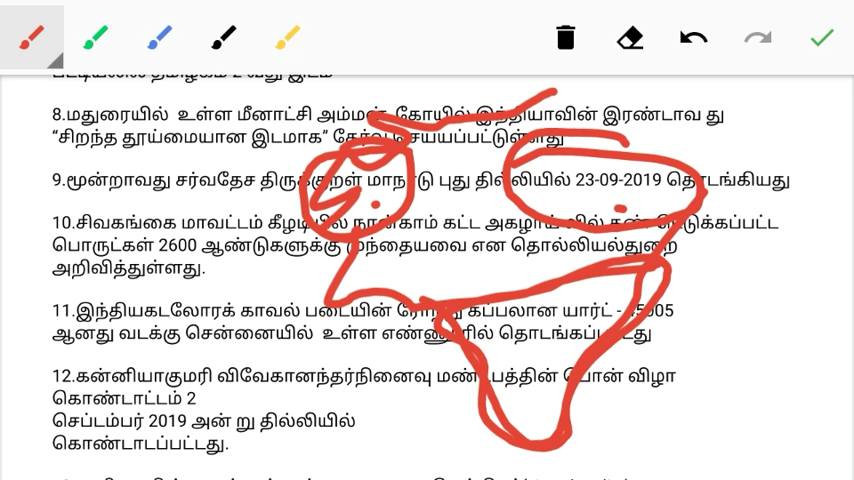 8.மதுரையில் உள்ள மீனாட்சி அம்மன் கோயில் இந்தியாவின் இரண்டாவ து
“சிறந்த தூய்மையான இடமாக” தேர்வு செய்யப்பட்டுள்ளது
9.மூன்றாவது சர்வதேச திருக்குறள் மாநாடு புது தில்லியில் 23-09-2019 தொடங்கியது
10.சிவகங்கை மாவட்டம் கீழடியில் நான்காம் கட்ட அகழாய்வில் கண்டெடுக்கப்பட்ட
பொருட்கள் 2600 ஆண்டுகளுக்கு முந்தையவை என தொல்லியல்துறை
அறிவித்துள்ளது.
11.இந்தியகடலோரக் காவல் படையின் ரோந்து கப்பலான யார்ட் - 45005
ஆனது வடக்கு சென்னையில் உள்ள எண்ணூரில் தொடங்கப்பட்டது
12.கன்னியாகுமரி விவேகானந்தர்நினைவு மண்டபத்தின் பொன் விழா
கொண்டாட்டம் 2
செப்டம்பர் 2019 அன் று தில்லியில்
கொண்டாடப்பட்டது.